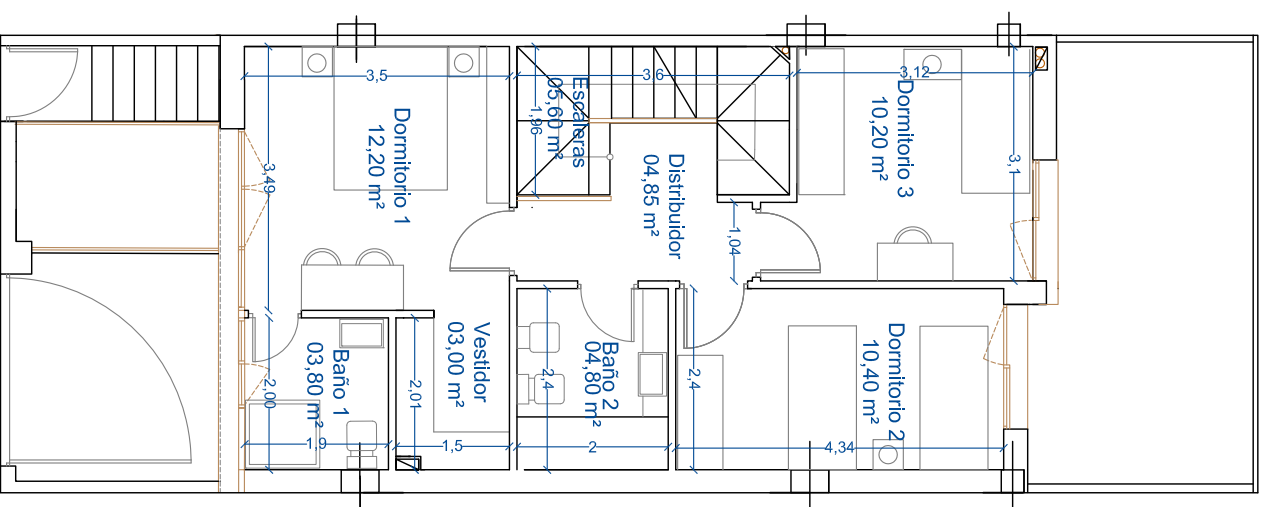 3,5
3,6
3,12
Dormitorio 1
12,20 m²
3,49
Escaleras
05,60 m²
1,96
Distribuidor
04,85 m²
1,04
Dormitorio 3
10,20 m²
3,1
Baño 1
03,80 m²
2,00
1,9
Vestidor
03,00 m²
2,01
1,5
Baño 2
04,80 m²
2,4
2
Dormitorio 2
10,40 m²
2,4
4,34